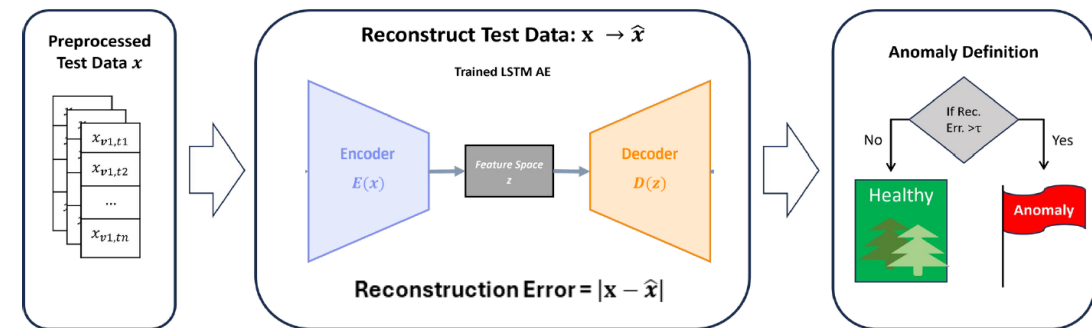 Preprocessed
Test Data x
x
x_{v1,t1}
x_{v1,t2}
...
x_{v1,tn}
Reconstruct Test Data: x → x̂
Trained LSTM AE
Encoder
E(x)
Feature Space
z
Decoder
D(z)
Reconstruction Error = |x − x̂|
Anomaly Definition
If Rec.
Err. >τ
No
Yes
Healthy
Anomaly